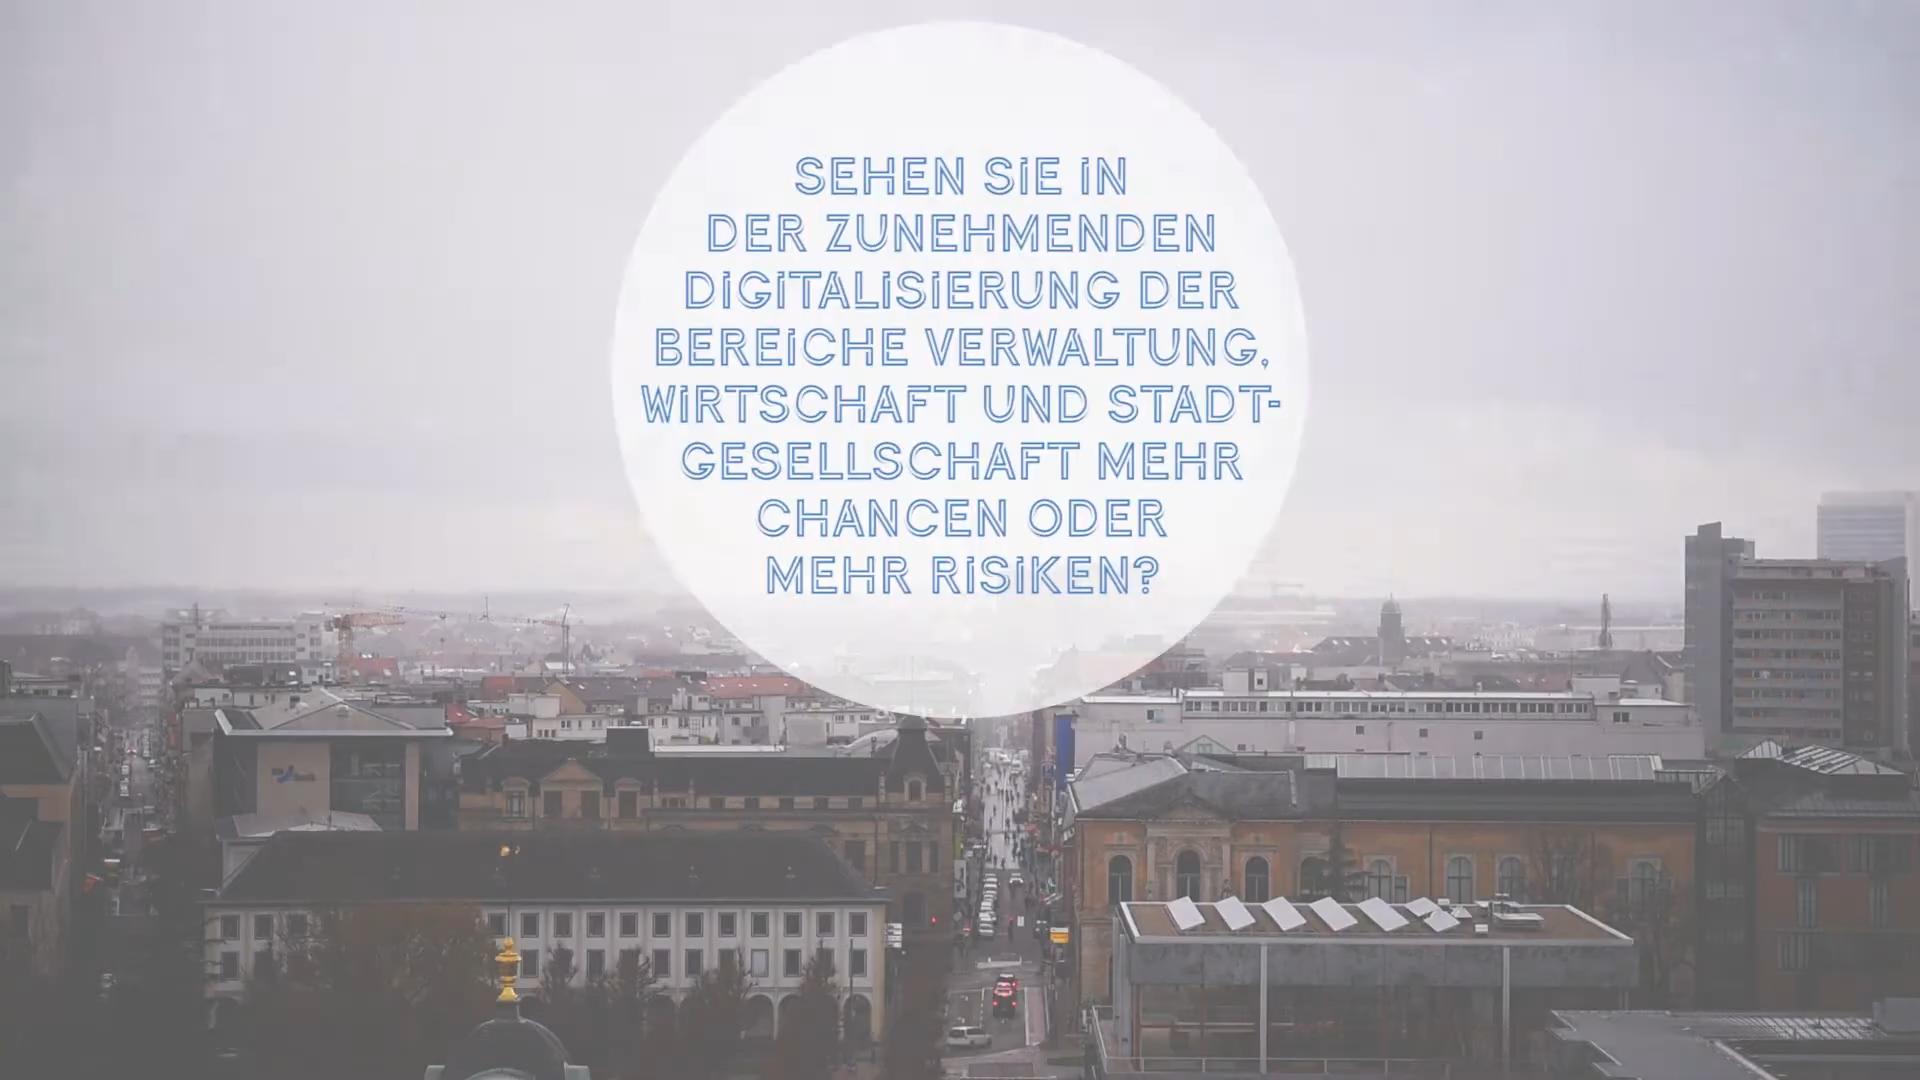 SEHEN SIE IN
DER ZUNEHMENDEN
DIGITALISIERUNG DER
BEREICHE VERWALTUNG,
WIRTSCHAFT UND STADT-
GESELLSCHAFT MEHR
CHANCEN ODER
MEHR RISIKEN?